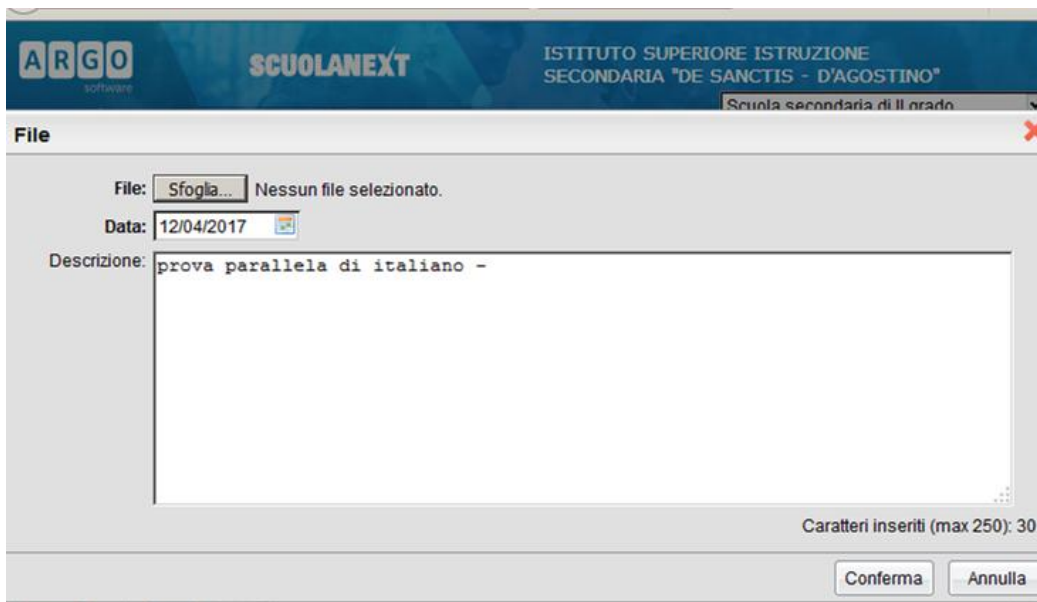 ARGO
software
SCUOLANEXT
ISTITUTO SUPERIORE ISTRUZIONE
SECONDARIA "DE SANCTIS - D'AGOSTINO"
Scuola secondaria di II grado
File
File: Sfoglia... Nessun file selezionato.
Data: 12/04/2017
Descrizione: prova parallela di italiano -
Caratteri inseriti (max 250): 30
Conferma Annulla